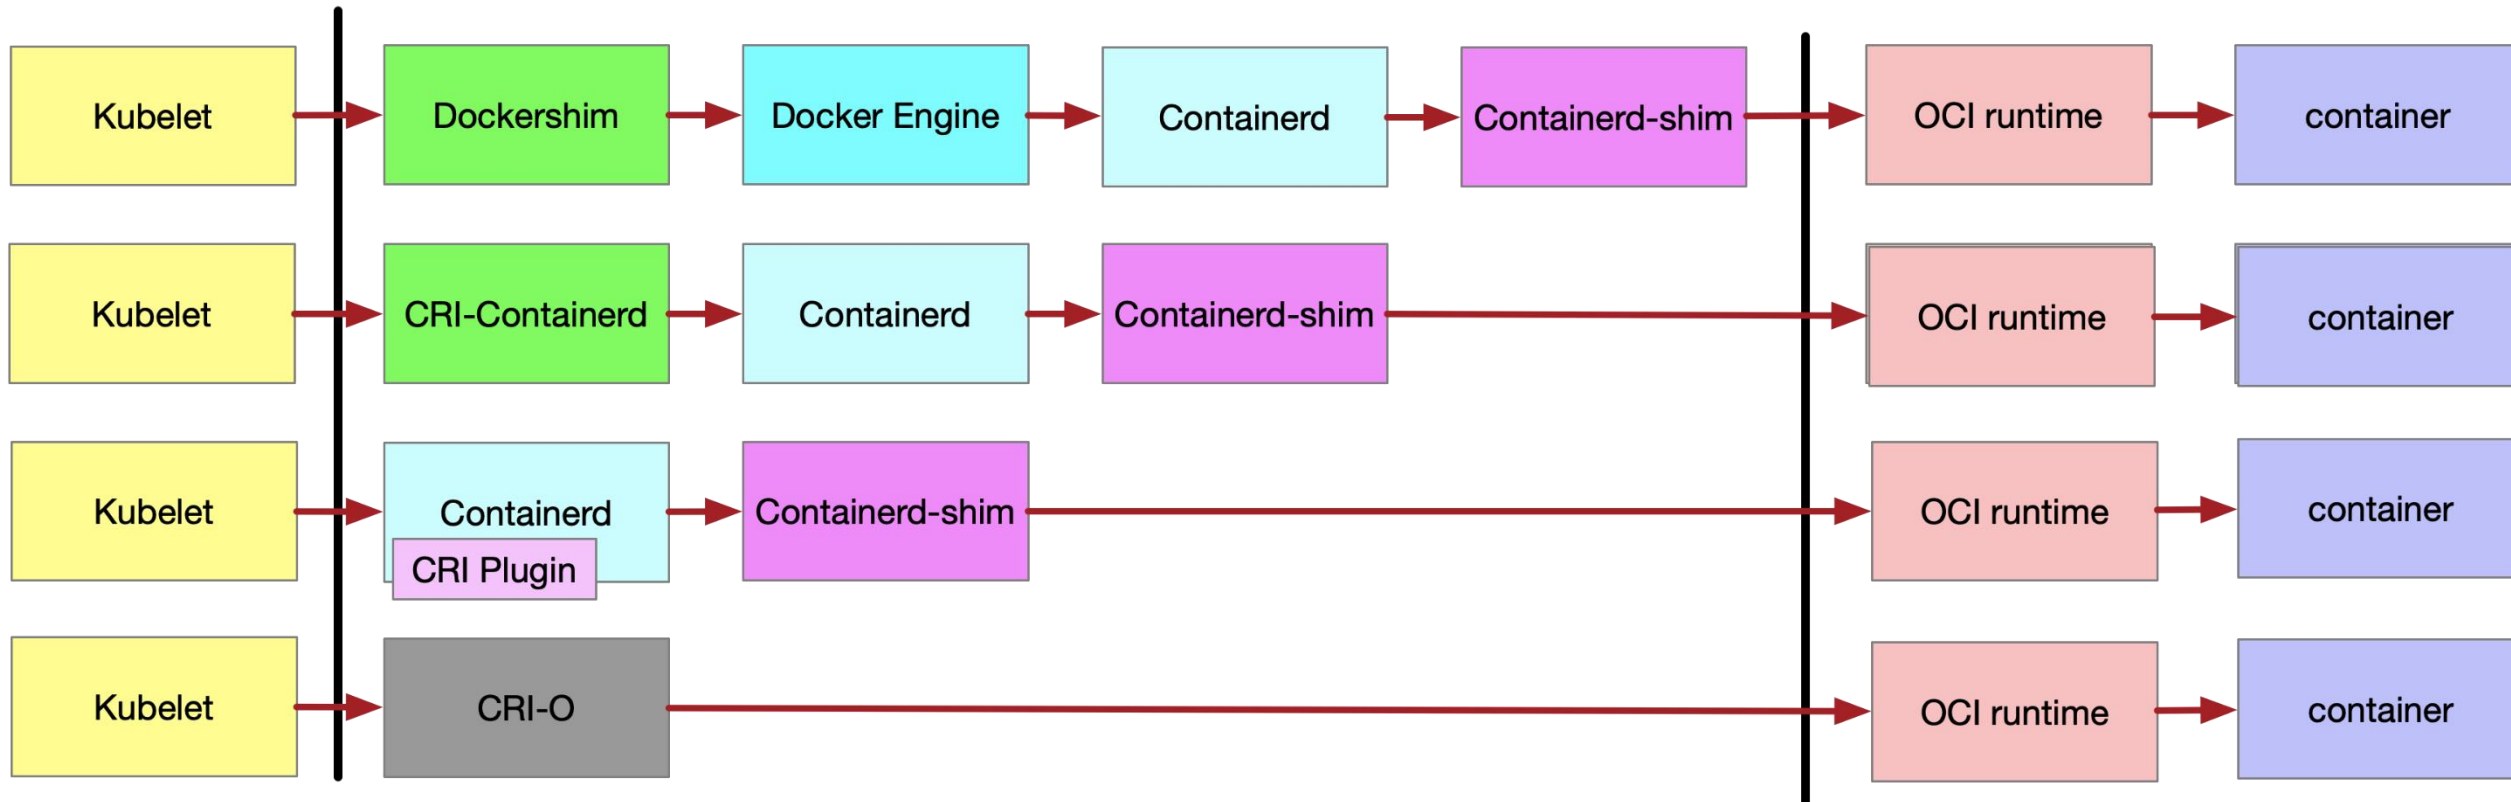 Kubelet
Dockershim
Docker Engine
Containerd
Containerd-shim
OCI runtime
container
Kubelet
CRI-Containerd
Containerd
Containerd-shim
OCI runtime
container
Kubelet
Containerd
CRI Plugin
Containerd-shim
OCI runtime
container
Kubelet
CRI-O
OCI runtime
container